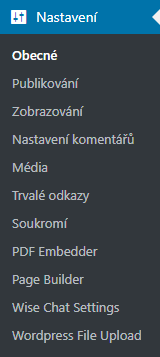 Nastavení
Obecné
Publikování
Zobrazování
Nastavení komentářů
Média
Trvalé odkazy
Soukromí
PDF Embedder
Page Builder
Wise Chat Settings
Wordpress File Upload